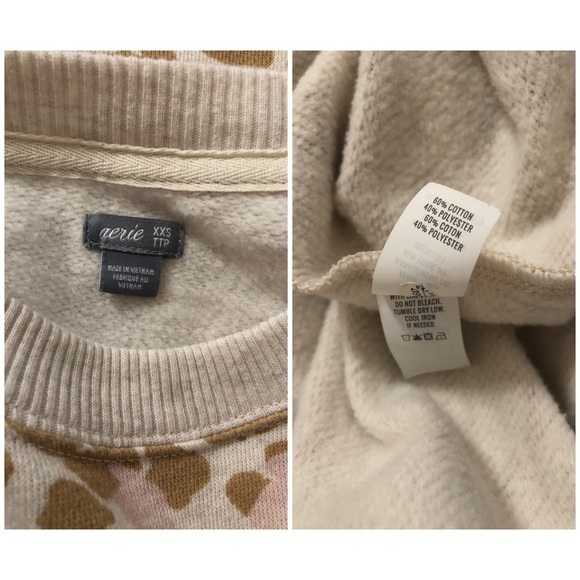 aerie XXS
TTP
MADE IN VIETNAM
FABRIQUÉ AU
VIETNAM
60% COTTON
40% POLYESTER
60% COTON
40% POLYESTER
DO NOT BLEACH.
TUMBLE DRY LOW.
COOL IRON
IF NEEDED.